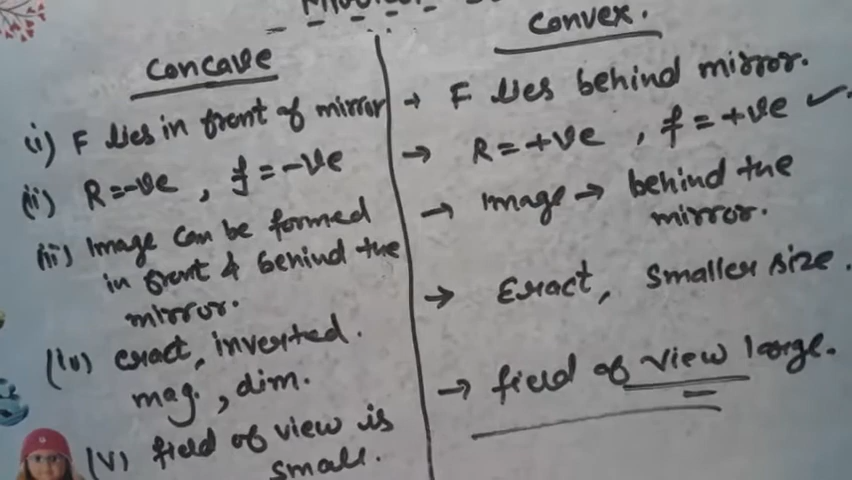 Concave
(i) F lies in front of mirror
(ii) R=-ve , f=-ve
(iii) Image can be formed
in front & behind the
mirror.
(iv) erect, inverted.
mag., dim.
(v) field of view is
small.
Convex.
→ F lies behind mirror.
→ R=+ve , f=+ve ✓
→ Image → behind the
mirror.
→ Erect, smaller size.
→ field of view large.